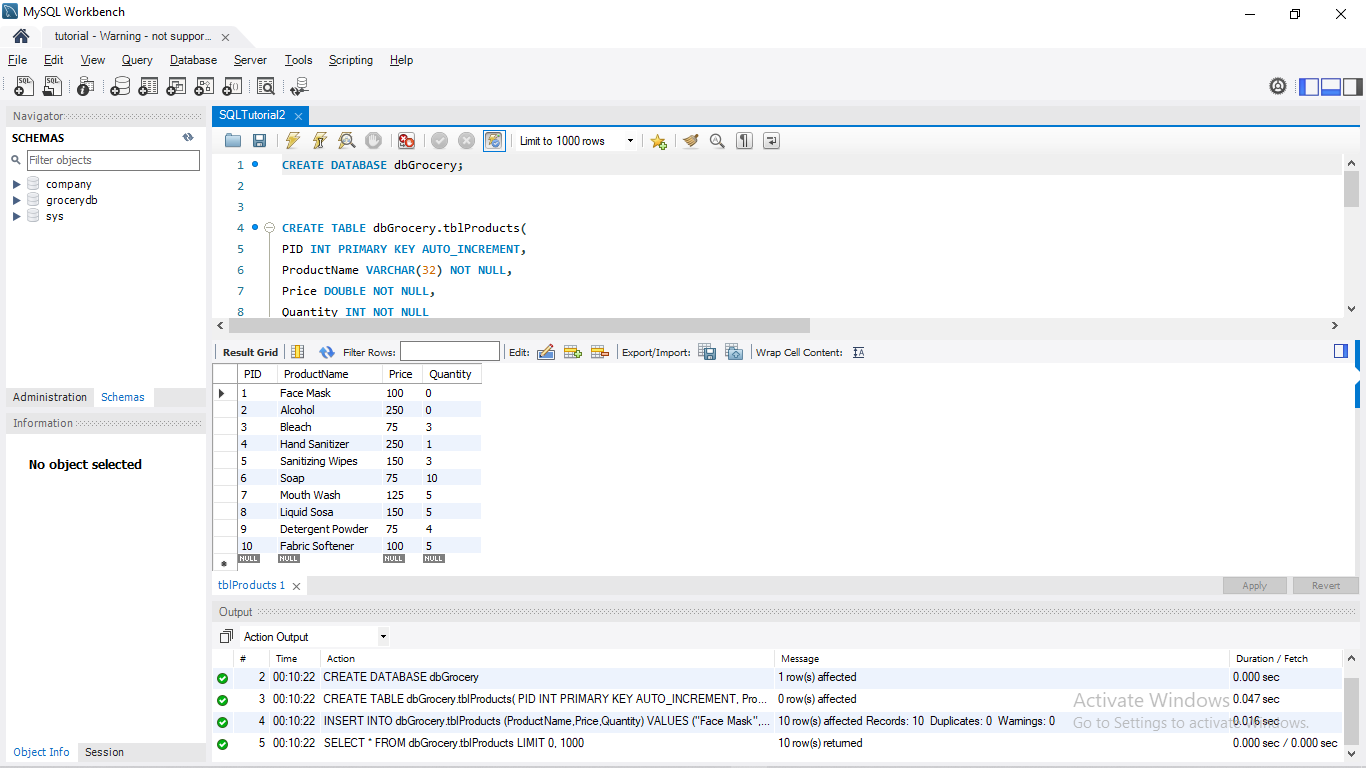 MySQL Workbench
tutorial - Warning - not suppor...
File Edit View Query Database Server Tools Scripting Help
Navigator
SCHEMAS
Filter objects
company
grocerydb
sys
Administration Schemas
Information
No object selected
Object Info Session
SQLTutorial2
Limit to 1000 rows
1 CREATE DATABASE dbGrocery;
2
3
4 CREATE TABLE dbGrocery.tblProducts(
5 PID INT PRIMARY KEY AUTO_INCREMENT,
6 ProductName VARCHAR(32) NOT NULL,
7 Price DOUBLE NOT NULL,
8 Quantity INT NOT NULL
Result Grid Filter Rows: Edit: Export/Import: Wrap Cell Content:
PID ProductName Price Quantity
1 Face Mask 100 0
2 Alcohol 250 0
3 Bleach 75 3
4 Hand Sanitizer 250 1
5 Sanitizing Wipes 150 3
6 Soap 75 10
7 Mouth Wash 125 5
8 Liquid Sosa 150 5
9 Detergent Powder 75 4
10 Fabric Softener 100 5
NULL NULL NULL NULL
tblProducts 1
Apply Revert
Output
Action Output
# Time Action Message Duration / Fetch
2 00:10:22 CREATE DATABASE dbGrocery 1 row(s) affected 0.000 sec
3 00:10:22 CREATE TABLE dbGrocery.tblProducts( PID INT PRIMARY KEY AUTO_INCREMENT, Pro... 0 row(s) affected 0.047 sec
4 00:10:22 INSERT INTO dbGrocery.tblProducts (ProductName,Price,Quantity) VALUES ("Face Mask",... 10 row(s) affected Records: 10 Duplicates: 0 Warnings: 0 0.016 sec
5 00:10:22 SELECT * FROM dbGrocery.tblProducts LIMIT 0, 1000 10 row(s) returned 0.000 sec / 0.000 sec
Activate Windows
Go to Settings to activate Windows.